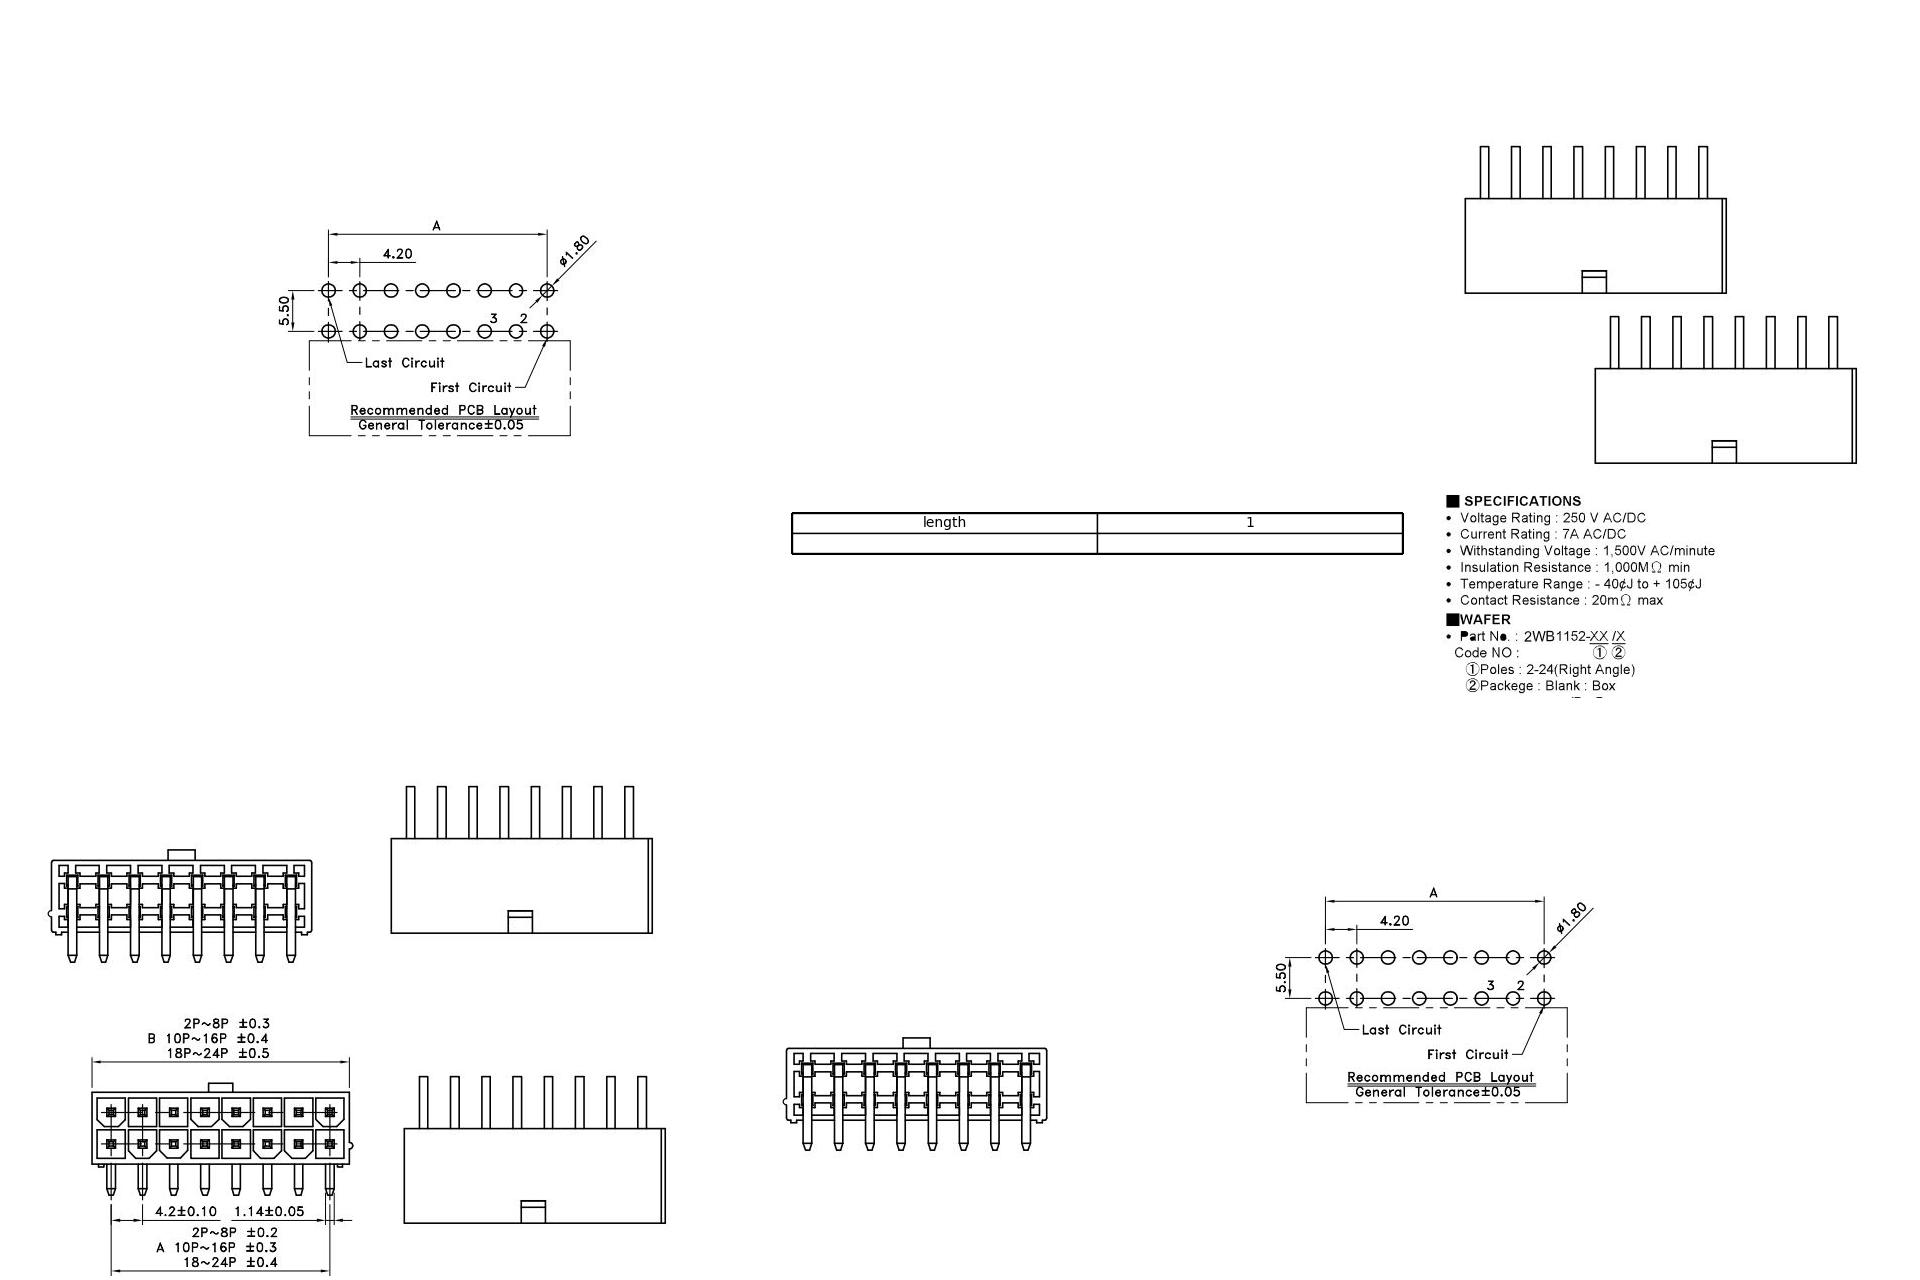 A
4.20
ø1.80
5.50
3 2
Last Circuit
First Circuit
Recommended PCB Layout
General Tolerance±0.05
length 1
■ SPECIFICATIONS
• Voltage Rating : 250 V AC/DC
• Current Rating : 7A AC/DC
• Withstanding Voltage : 1,500V AC/minute
• Insulation Resistance : 1,000MΩ min
• Temperature Range : - 40¢J to + 105¢J
• Contact Resistance : 20mΩ max
■WAFER
• Part No. : 2WB1152-XX /X
Code NO : ① ②
①Poles : 2-24(Right Angle)
②Packege : Blank : Box
2P~8P ±0.3
B 10P~16P ±0.4
18P~24P ±0.5
4.2±0.10 1.14±0.05
2P~8P ±0.2
A 10P~16P ±0.3
18~24P ±0.4
A
4.20
ø1.80
5.50
3 2
Last Circuit
First Circuit
Recommended PCB Layout
General Tolerance±0.05